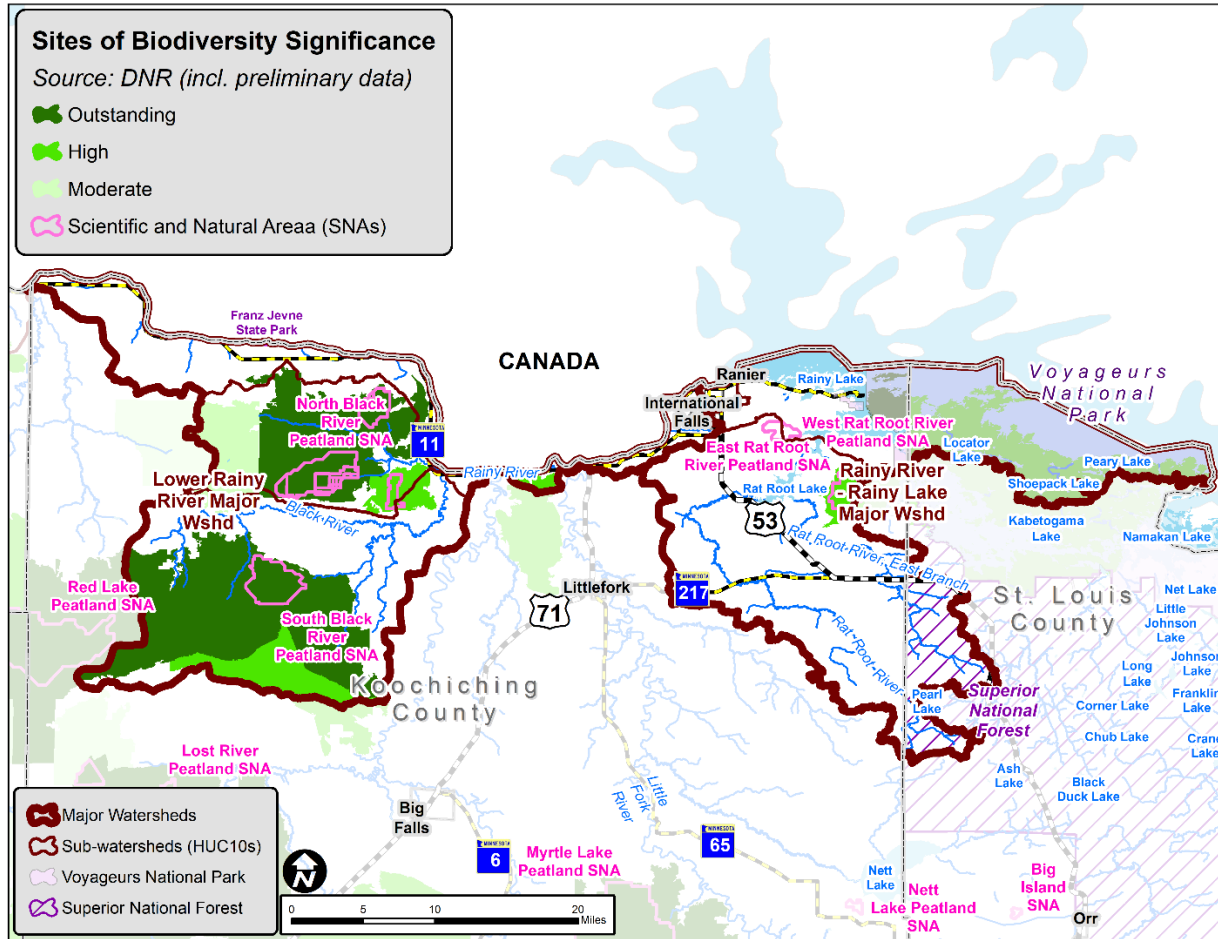 Sites of Biodiversity Significance
Source: DNR (incl. preliminary data)
Outstanding
High
Moderate
Scientific and Natural Areaa (SNAs)
Franz Jevne
State Park
CANADA
Ranier
International
Falls
Rainy Lake
Voyageurs
National
Park
North Black
River
Peatland SNA
MINNESOTA
11
West Rat Root River
Peatland SNA
East Rat Root
River Peatland SNA
Locator
Lake
Peary Lake
Rainy River
Lower Rainy
River Major
Wshd
Rat Root Lake
Rainy River
- Rainy Lake
Major Wshd
Shoepack Lake
Black River
53
Kabetogama
Lake
Namakan Lake
Rat Root River, East Branch
Red Lake
Peatland SNA
Littlefork
71
MINNESOTA
217
St. Louis
County
Net Lake
Little
Johnson
Lake
South Black
River
Peatland SNA
Rat Root River
Long
Lake
Johnson
Lake
Koochiching
County
Pearl
Lake
Superior
National
Forest
Corner Lake
Franklin
Lake
Chub Lake
Crane
Lake
Lost River
Peatland SNA
Ash
Lake
Black
Duck Lake
Little
Fork
River
Big
Falls
MINNESOTA
6
Myrtle Lake
Peatland SNA
MINNESOTA
65
Nett
Lake
Nett
Lake Peatland
SNA
Big
Island
SNA
Orr
Major Watersheds
Sub-watersheds (HUC10s)
Voyageurs National Park
Superior National Forest
N
0 5 10 20
Miles